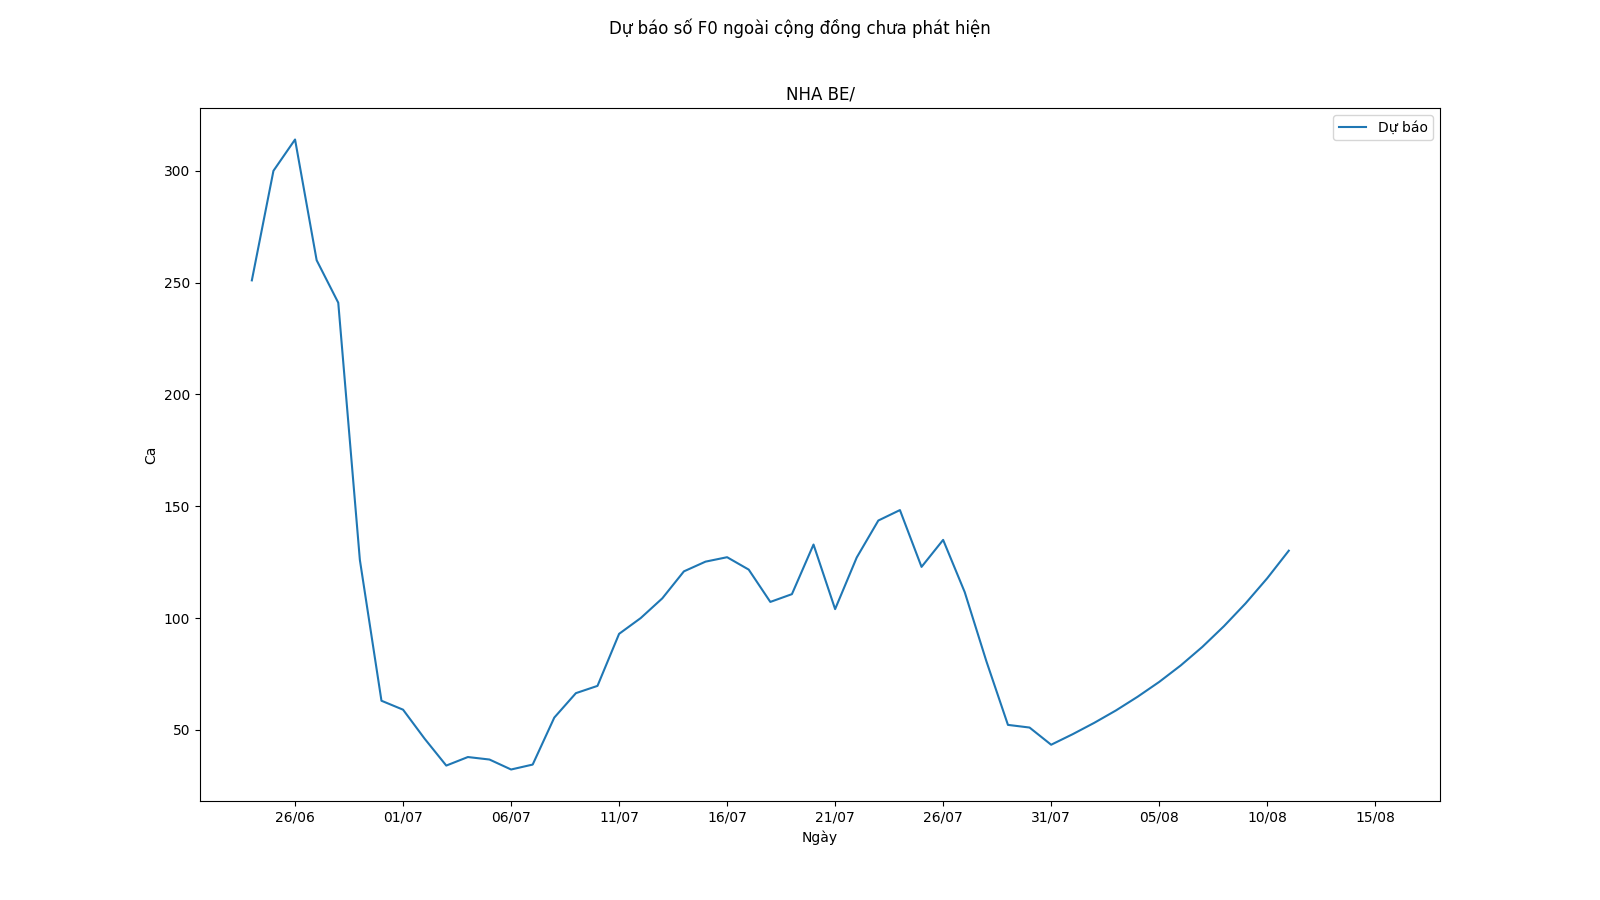 Dự báo số F0 ngoài cộng đồng chưa phát hiện
NHA BE/
Dự báo
300
250
200
150
100
50
Ca
26/06 01/07 06/07 11/07 16/07 21/07 26/07 31/07 05/08 10/08 15/08
Ngày